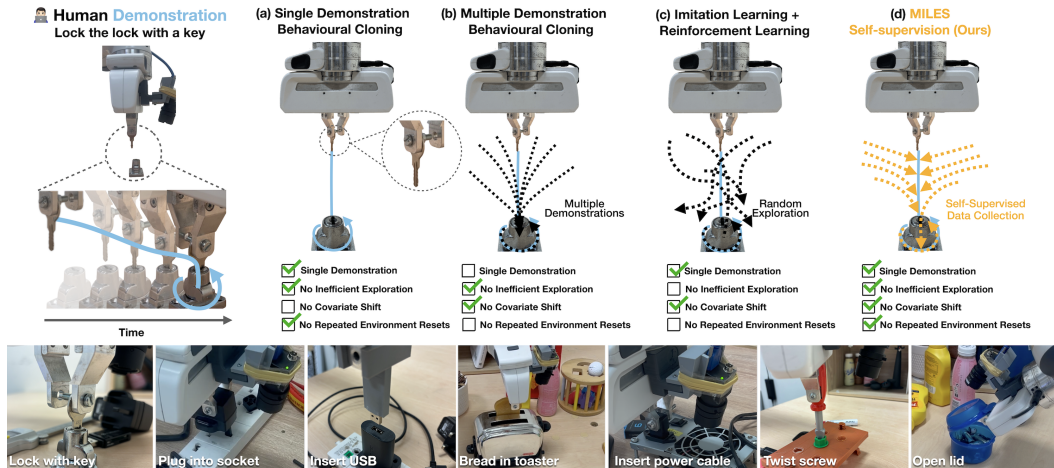 Human Demonstration
Lock the lock with a key
Time
(a) Single Demonstration
Behavioural Cloning
Single Demonstration
No Inefficient Exploration
No Covariate Shift
No Repeated Environment Resets
(b) Multiple Demonstration
Behavioural Cloning
Multiple
Demonstrations
Single Demonstration
No Inefficient Exploration
No Covariate Shift
No Repeated Environment Resets
(c) Imitation Learning +
Reinforcement Learning
Random
Exploration
Single Demonstration
No Inefficient Exploration
No Covariate Shift
No Repeated Environment Resets
(d) MILES
Self-supervision (Ours)
Self-Supervised
Data Collection
Single Demonstration
No Inefficient Exploration
No Covariate Shift
No Repeated Environment Resets
Lock with key
Plug into socket
Insert USB
Bread in toaster
Insert power cable
Twist screw
Open lid